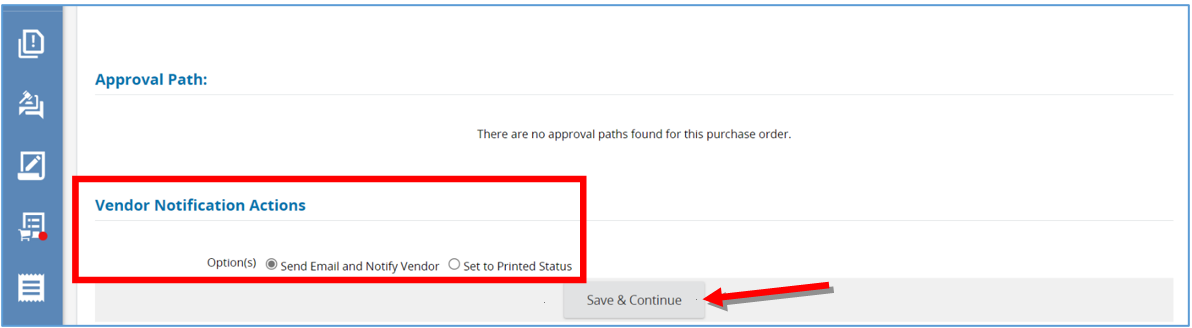 Approval Path:
There are no approval paths found for this purchase order.
Vendor Notification Actions
Option(s) Send Email and Notify Vendor Set to Printed Status
Save & Continue